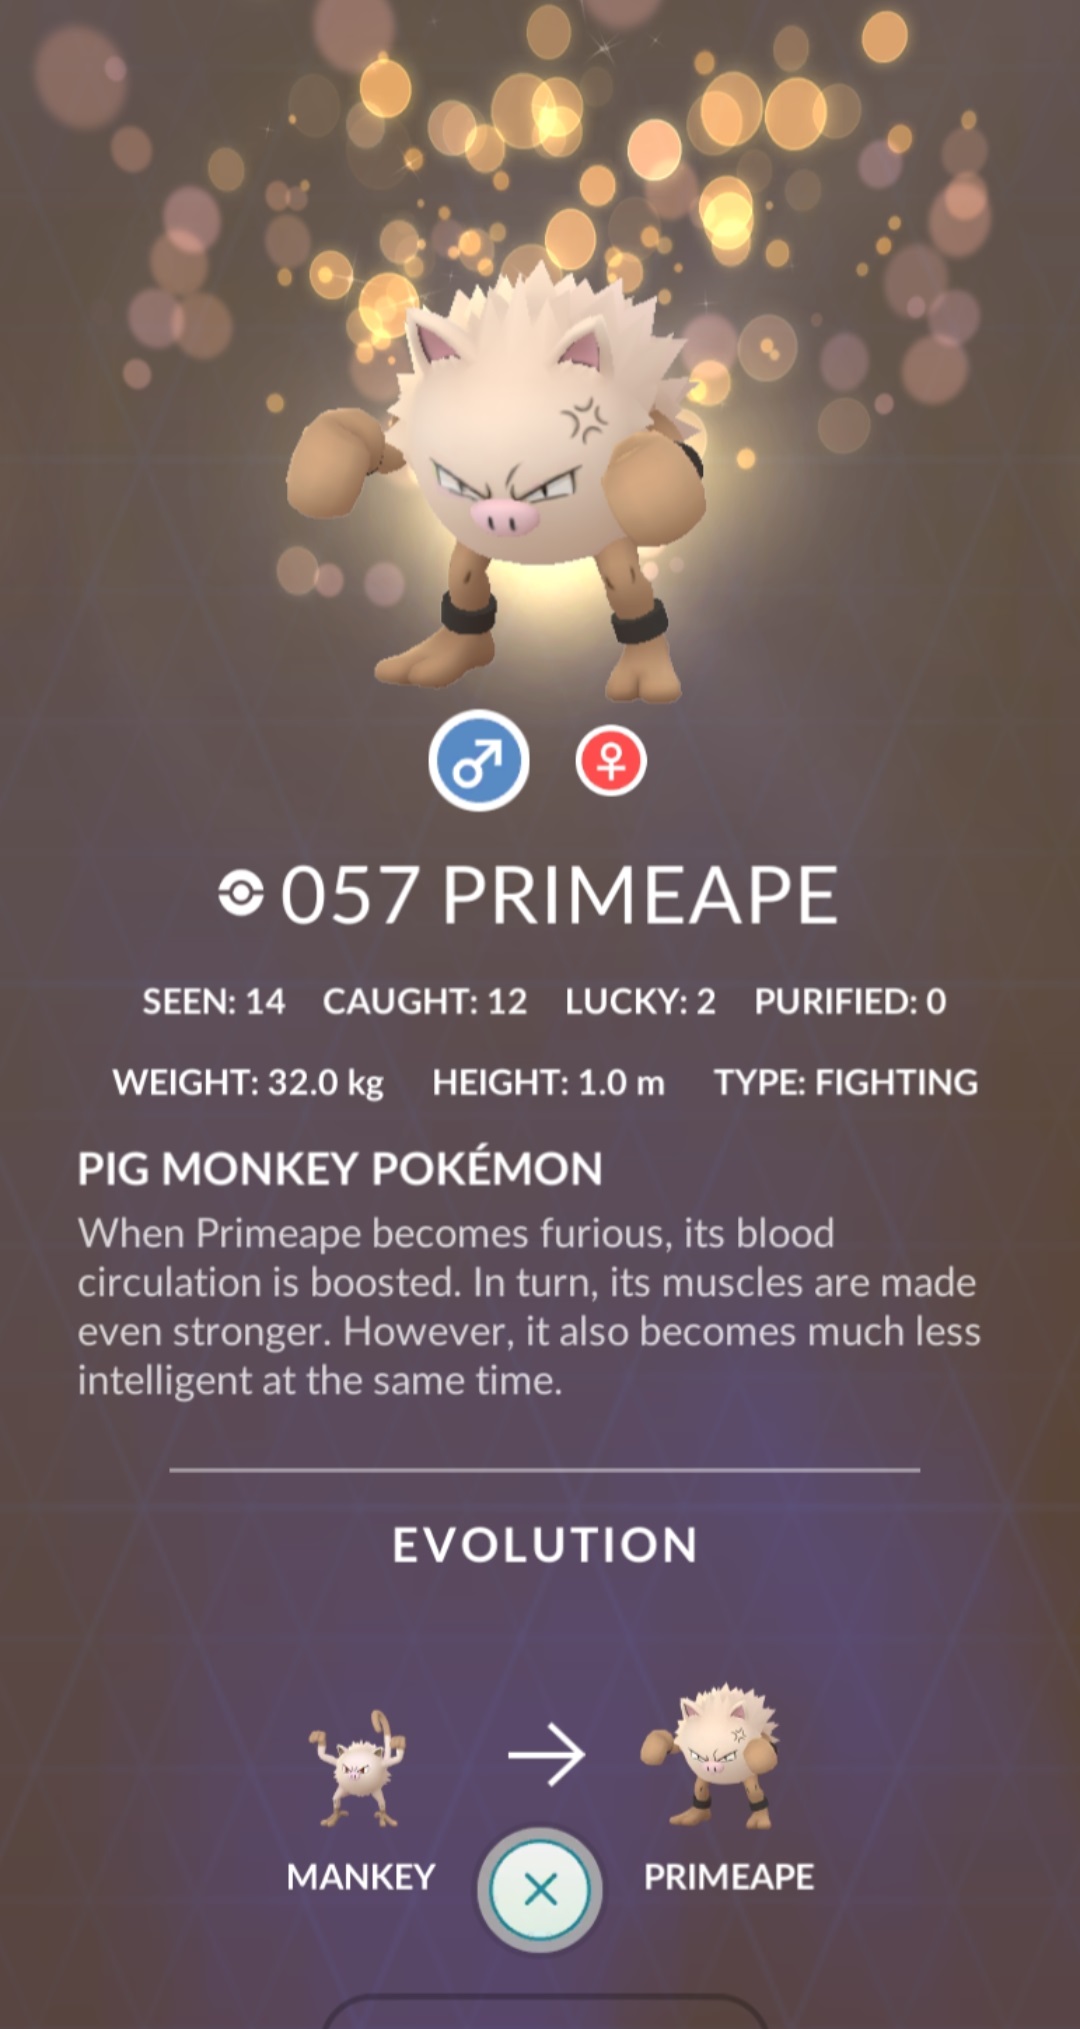 057 PRIMEAPE
SEEN: 14 CAUGHT: 12 LUCKY: 2 PURIFIED: 0
WEIGHT: 32.0 kg HEIGHT: 1.0 m TYPE: FIGHTING
PIG MONKEY POKÉMON
When Primeape becomes furious, its blood
circulation is boosted. In turn, its muscles are made
even stronger. However, it also becomes much less
intelligent at the same time.
EVOLUTION
MANKEY PRIMEAPE